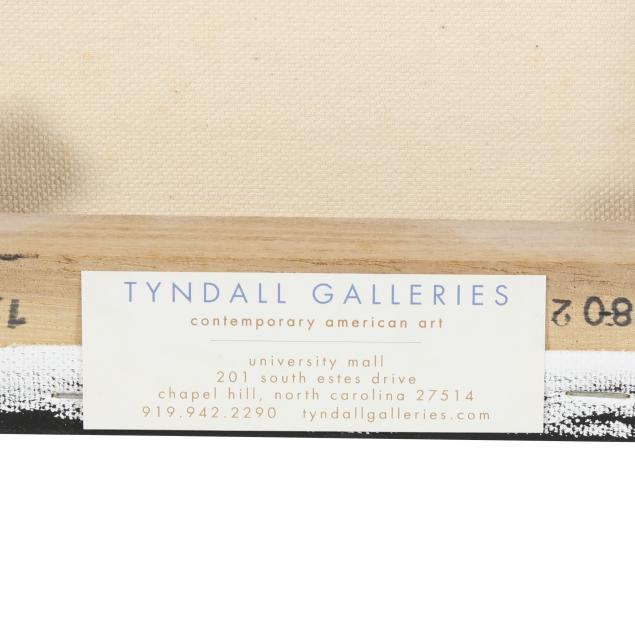 TYNDALL GALLERIES
contemporary american art
university mall
201 south estes drive
chapel hill, north carolina 27514
919.942.2290 tyndallgalleries.com